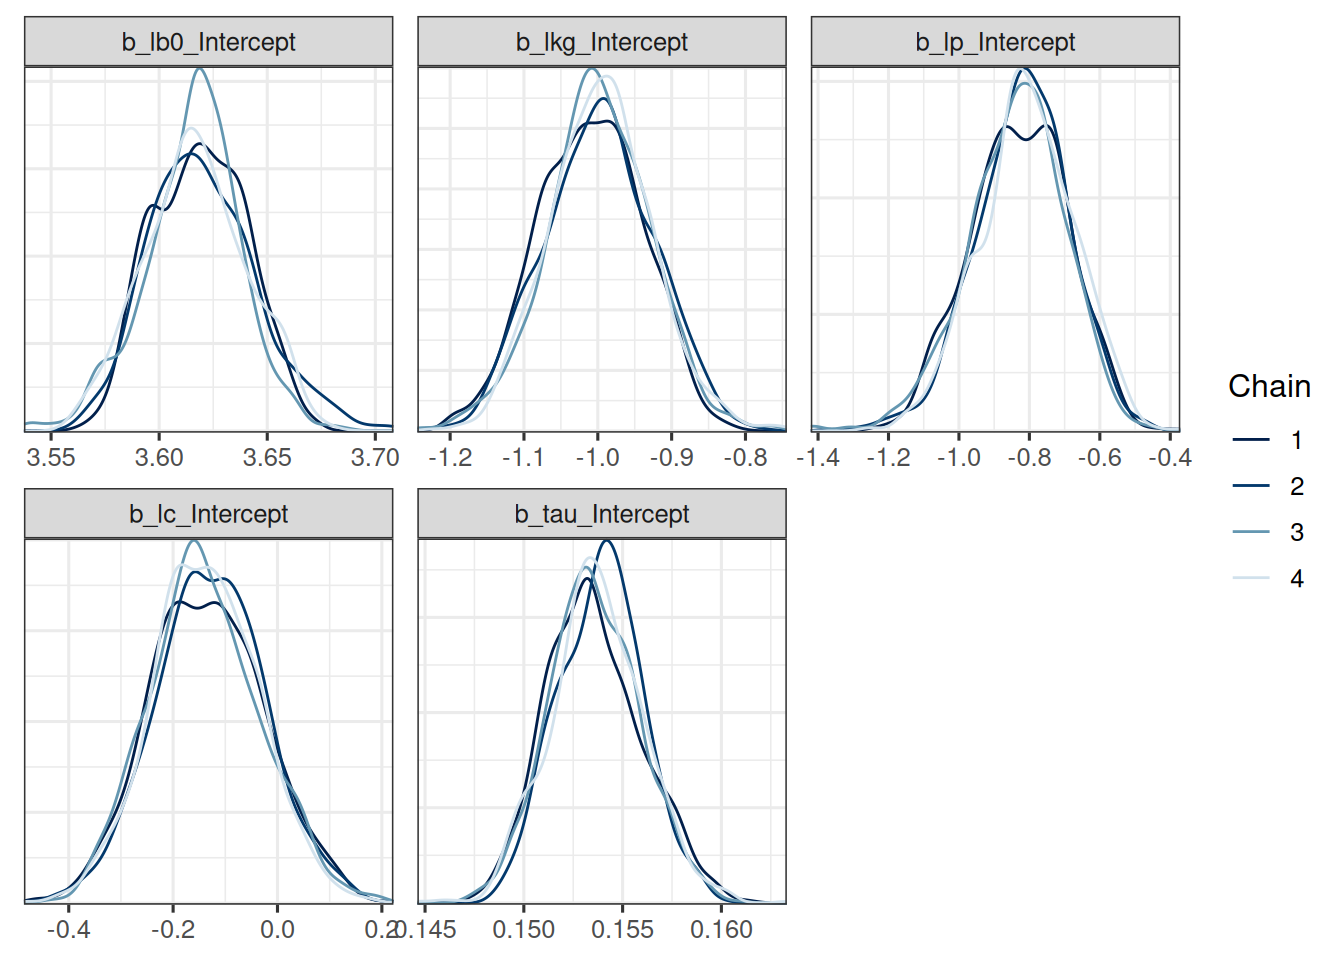 b_lb0_Intercept
b_lkg_Intercept
b_lp_Intercept
3.55 3.60 3.65 3.70
-1.2 -1.1 -1.0 -0.9 -0.8
-1.4 -1.2 -1.0 -0.8 -0.6 -0.4
b_lc_Intercept
b_tau_Intercept
-0.4 -0.2 0.0 0.2
0.145 0.150 0.155 0.160
Chain
1
2
3
4